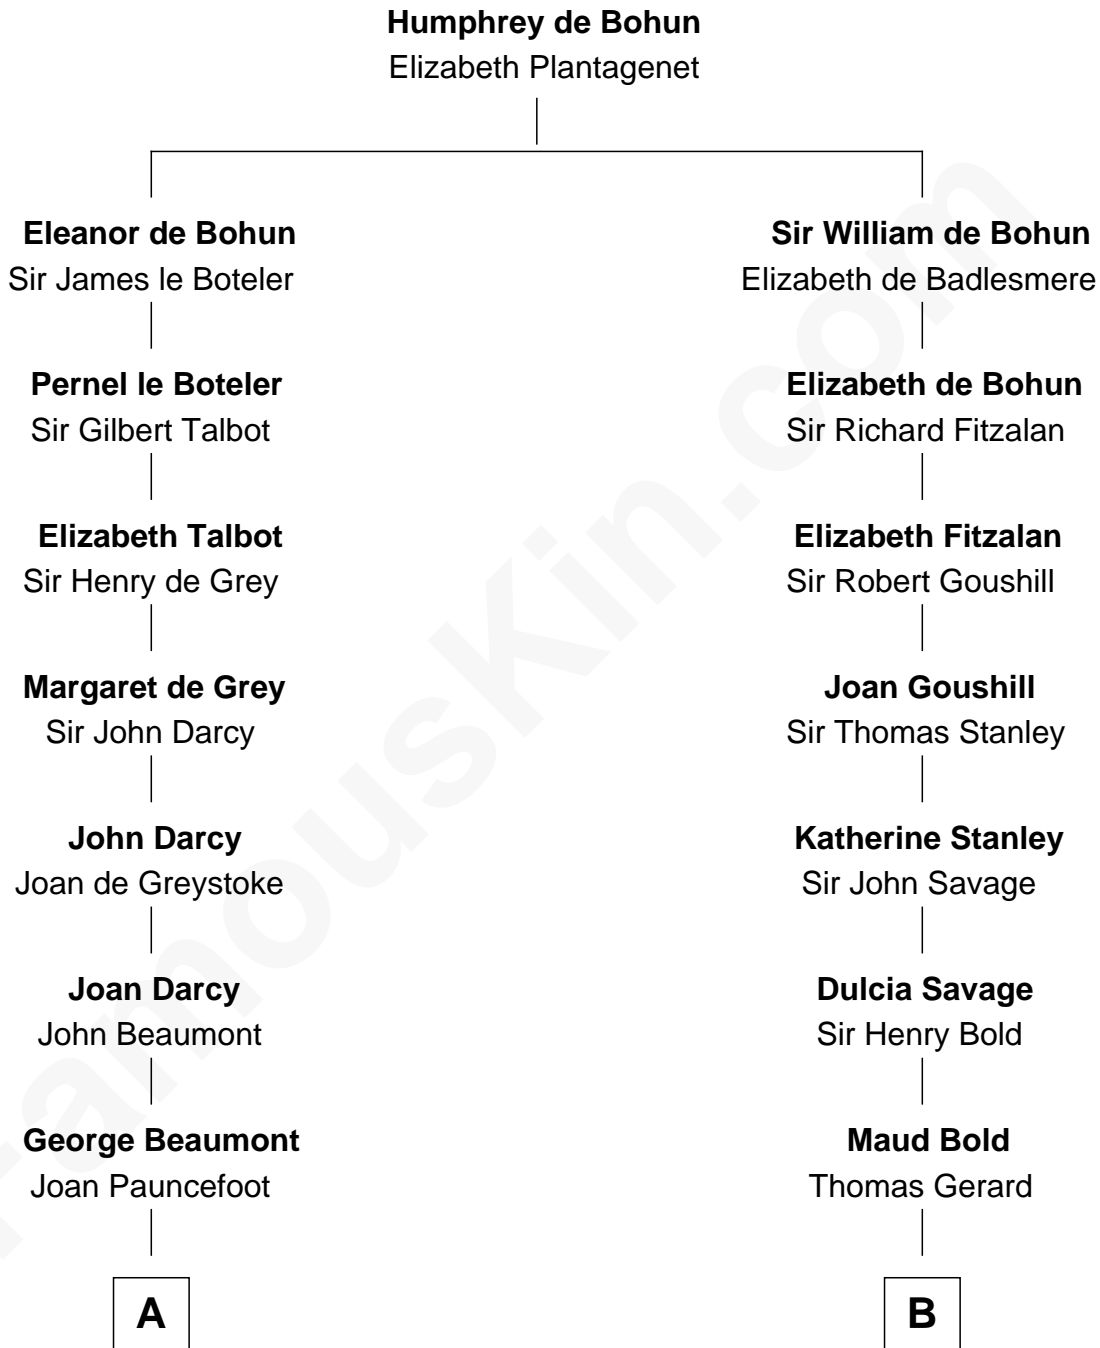 Humphrey de Bohun
Elizabeth Plantagenet
Eleanor de Bohun
Sir James le Boteler
Sir William de Bohun
Elizabeth de Badlesmere
Pernel le Boteler
Sir Gilbert Talbot
Elizabeth de Bohun
Sir Richard Fitzalan
Elizabeth Talbot
Sir Henry de Grey
Elizabeth Fitzalan
Sir Robert Goushill
Margaret de Grey
Sir John Darcy
Joan Goushill
Sir Thomas Stanley
John Darcy
Joan de Greystoke
Katherine Stanley
Sir John Savage
Joan Darcy
John Beaumont
Dulcia Savage
Sir Henry Bold
George Beaumont
Joan Pauncefoot
Maud Bold
Thomas Gerard
A
B
FamousKin.com